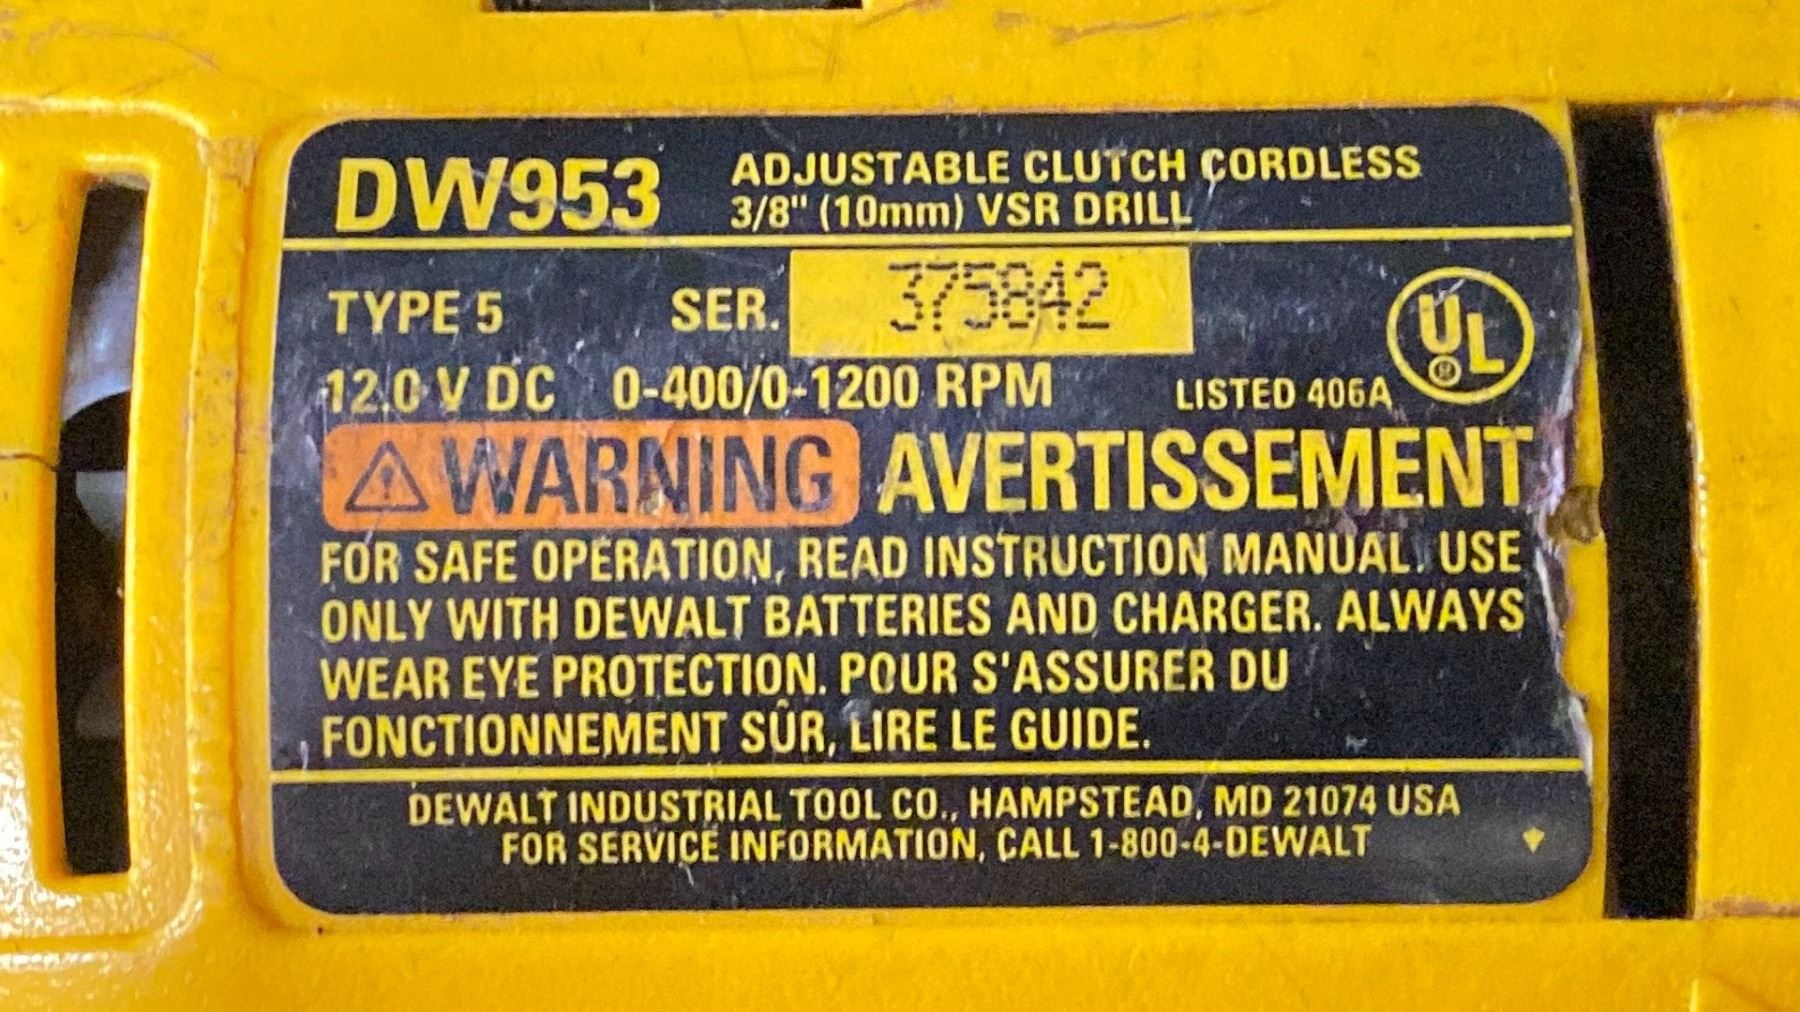 DW953 ADJUSTABLE CLUTCH CORDLESS
3/8" (10mm) VSR DRILL
TYPE 5 SER. 375842
12.0 V DC 0-400/0-1200 RPM LISTED 406A UL®
WARNING AVERTISSEMENT
FOR SAFE OPERATION, READ INSTRUCTION MANUAL. USE
ONLY WITH DEWALT BATTERIES AND CHARGER. ALWAYS
WEAR EYE PROTECTION. POUR S'ASSURER DU
FONCTIONNEMENT SÛR, LIRE LE GUIDE.
DEWALT INDUSTRIAL TOOL CO., HAMPSTEAD, MD 21074 USA
FOR SERVICE INFORMATION, CALL 1-800-4-DEWALT